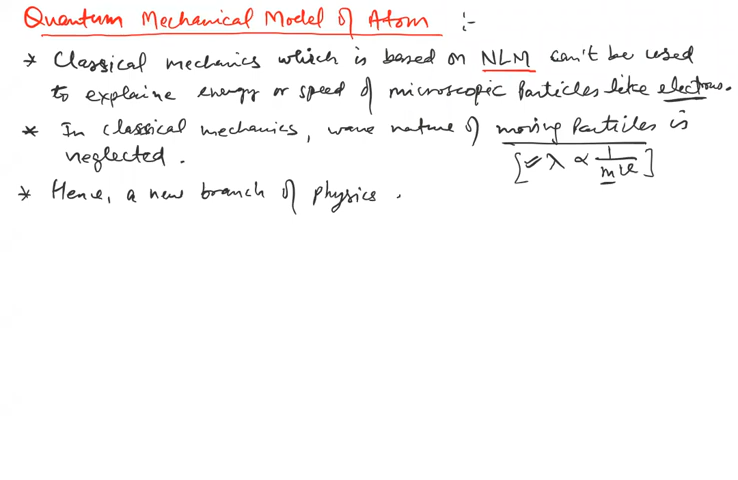 Quantum Mechanical Model of Atom :-
* Classical mechanics which is based on NLM can't be used
to explaine energy or speed of microscopic Particles like electrons.
* In classical mechanics, wave nature of moving Particles is
neglected. [λ ∝ 1/mv]
* Hence, a new branch of physics.